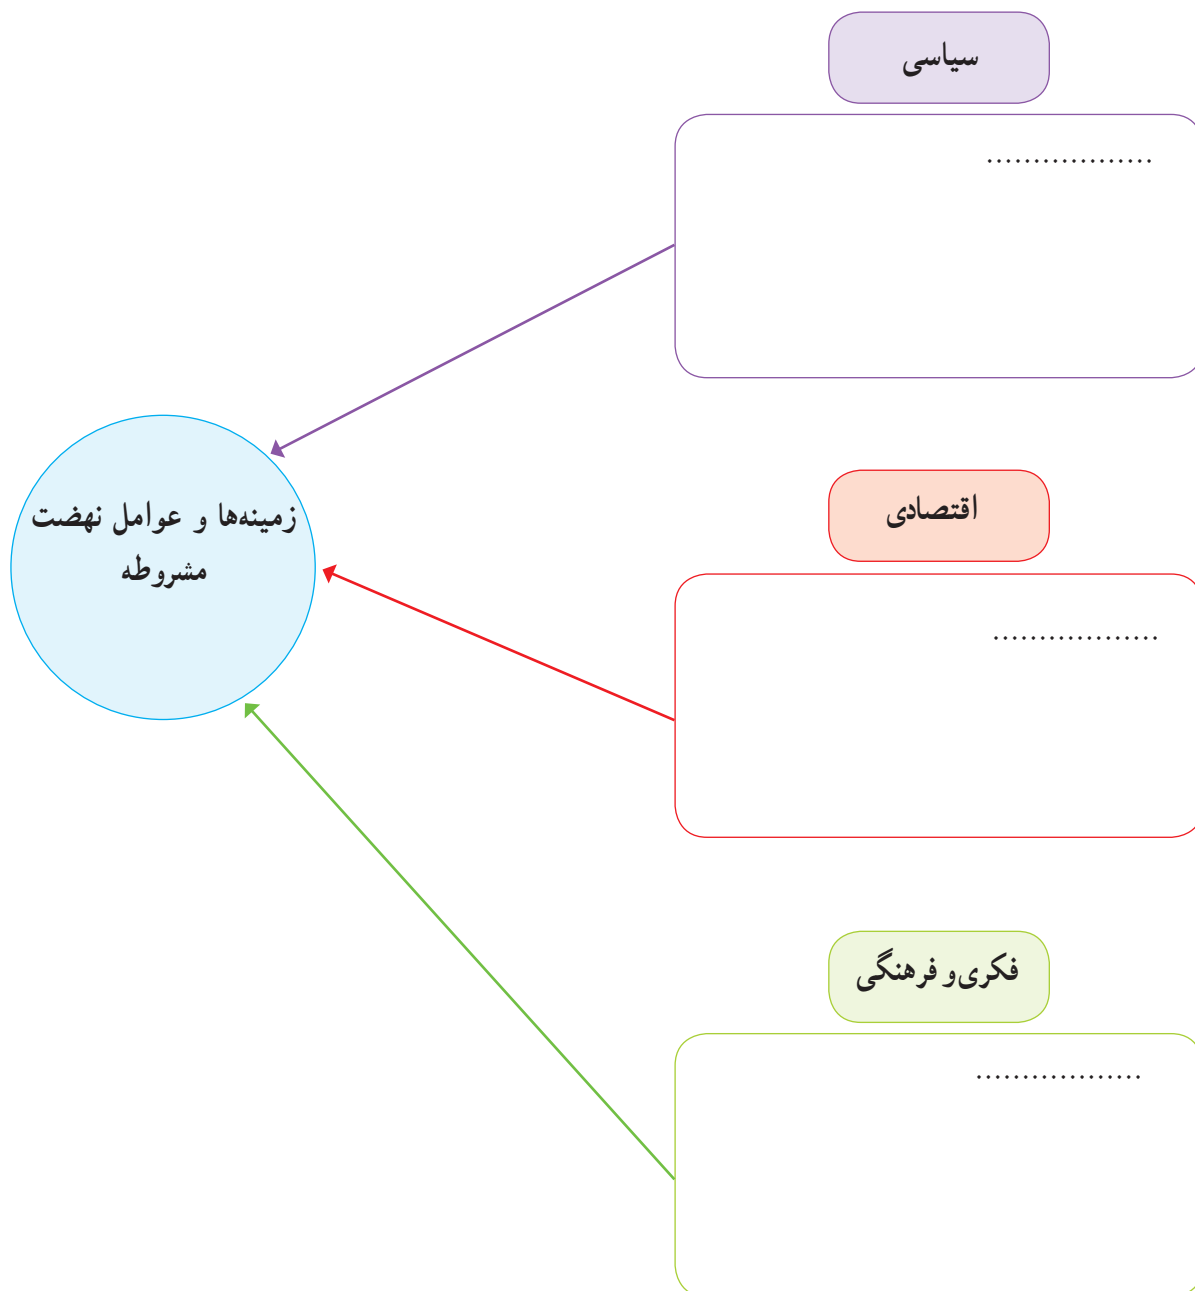 سیاسی
..................
اقتصادی
..................
زمینه‌ها و عوامل نهضت
مشروطه
فکری و فرهنگی
..................